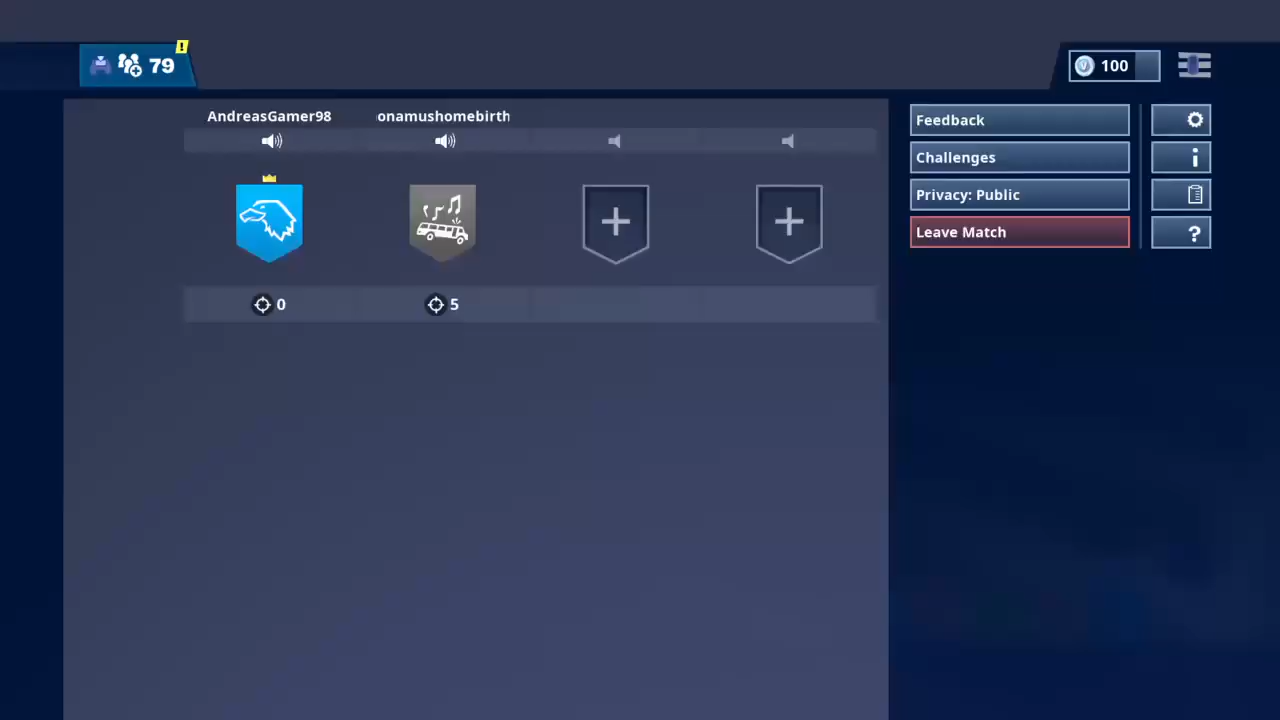 79
!
100
AndreasGamer98
onamushomebirth
0
5
Feedback
Challenges
Privacy: Public
Leave Match
i
?